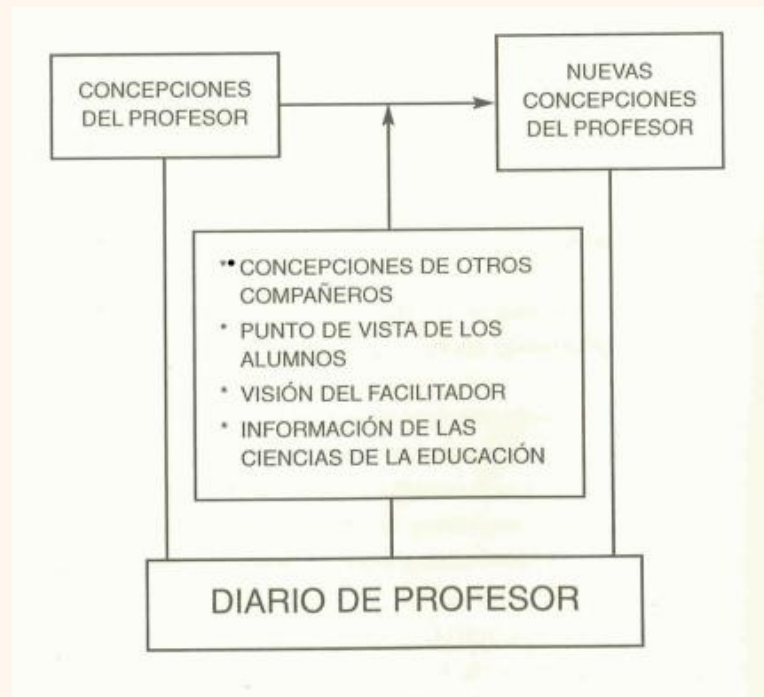 CONCEPCIONES
DEL PROFESOR
NUEVAS
CONCEPCIONES
DEL PROFESOR
* CONCEPCIONES DE OTROS
COMPAÑEROS
* PUNTO DE VISTA DE LOS
ALUMNOS
* VISIÓN DEL FACILITADOR
* INFORMACIÓN DE LAS
CIENCIAS DE LA EDUCACIÓN
DIARIO DE PROFESOR